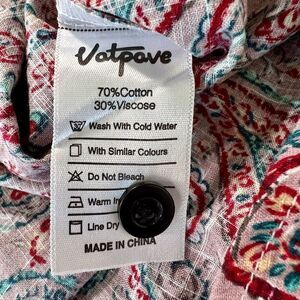 Vatpave
70%Cotton
30%Viscose
Wash With Cold Water
With Similar Colours
Do Not Bleach
Warm
Line Dry
MADE IN CHINA